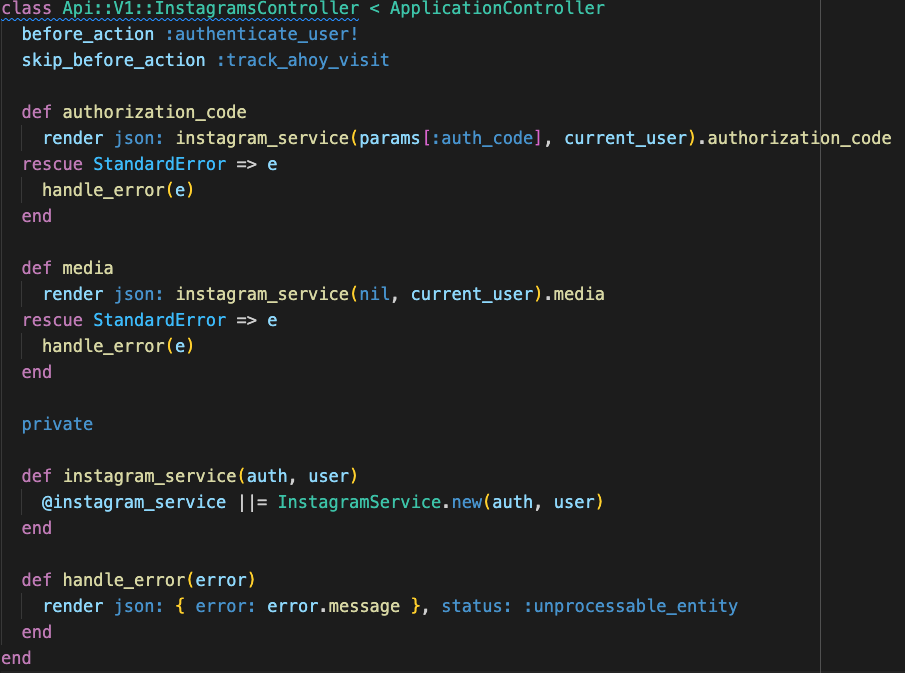 class Api::V1::InstagramsController < ApplicationController
  before_action :authenticate_user!
  skip_before_action :track_ahoy_visit

  def authorization_code
    render json: instagram_service(params[:auth_code], current_user).authorization_code
  rescue StandardError => e
    handle_error(e)
  end

  def media
    render json: instagram_service(nil, current_user).media
  rescue StandardError => e
    handle_error(e)
  end

  private

  def instagram_service(auth, user)
    @instagram_service ||= InstagramService.new(auth, user)
  end

  def handle_error(error)
    render json: { error: error.message }, status: :unprocessable_entity
  end
end